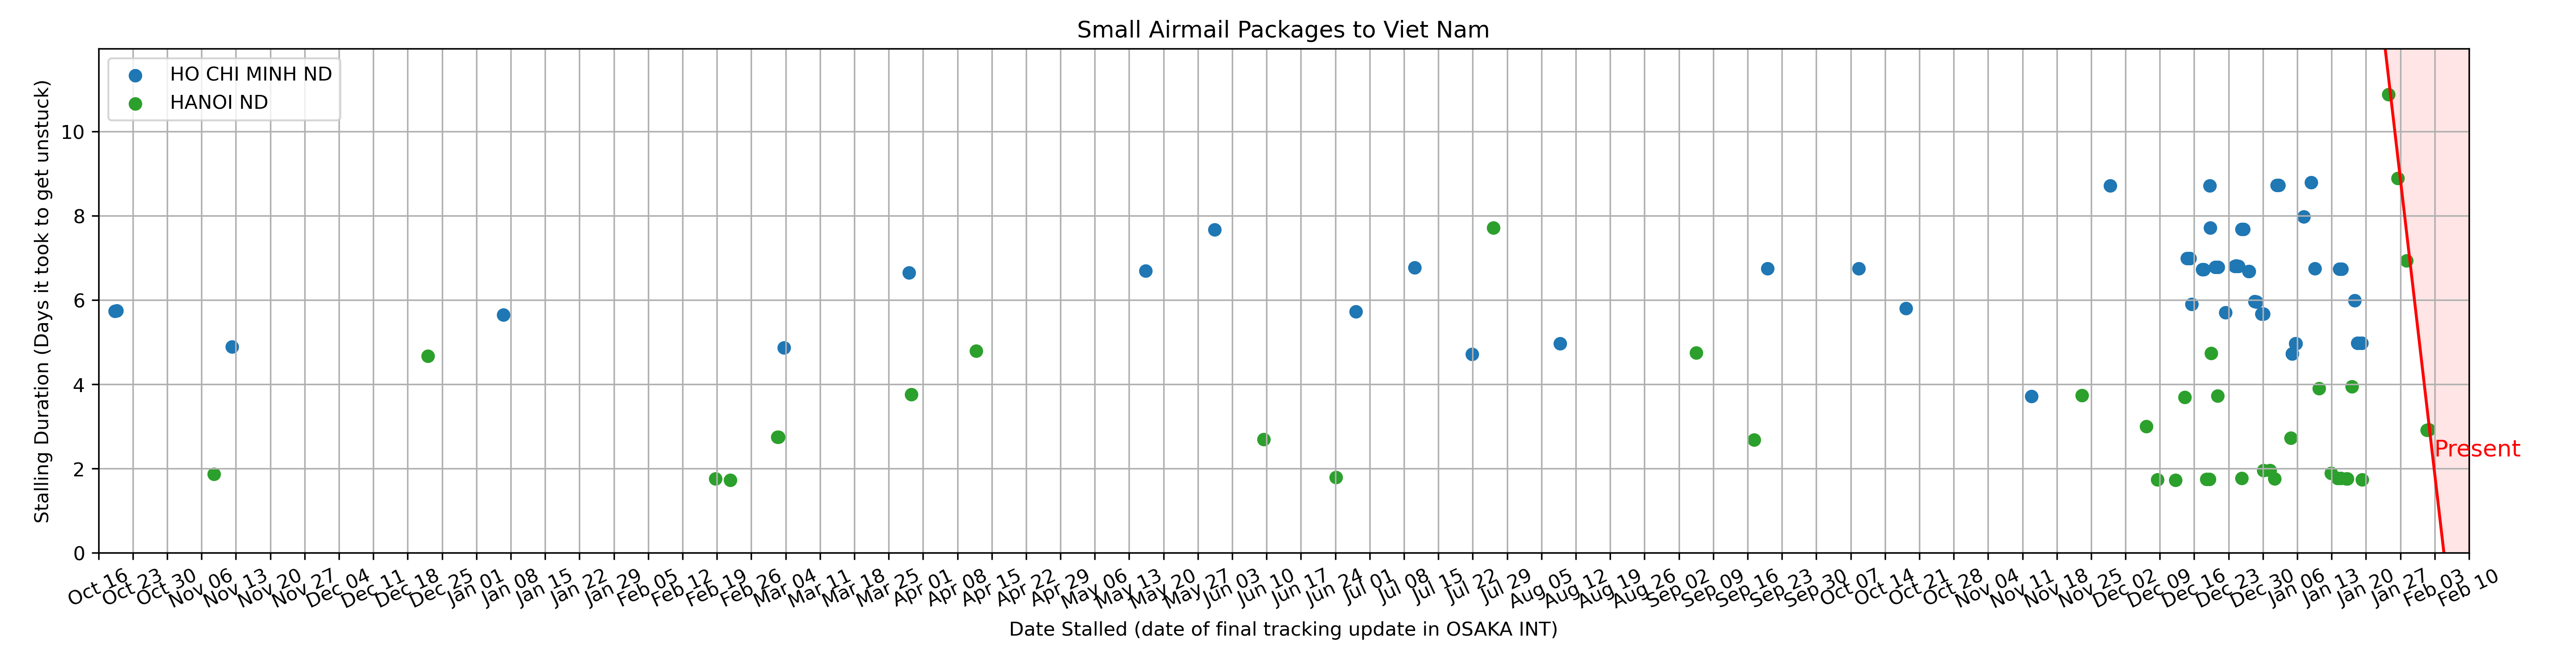 Small Airmail Packages to Viet Nam
HO CHI MINH ND
HANOI ND
Stalling Duration (Days it took to get unstuck)
10
8
6
4
2
0
Present
Oct 16
Oct 23
Oct 30
Nov 06
Nov 13
Nov 20
Nov 27
Dec 04
Dec 11
Dec 18
Dec 25
Jan 01
Jan 08
Jan 15
Jan 22
Jan 29
Feb 05
Feb 12
Feb 19
Feb 26
Mar 04
Mar 11
Mar 18
Mar 25
Apr 01
Apr 08
Apr 15
Apr 22
Apr 29
May 06
May 13
May 20
May 27
Jun 03
Jun 10
Jun 17
Jun 24
Jul 01
Jul 08
Jul 15
Jul 22
Jul 29
Aug 05
Aug 12
Aug 19
Aug 26
Sep 02
Sep 09
Sep 16
Sep 23
Sep 30
Oct 07
Oct 14
Oct 21
Oct 28
Nov 04
Nov 11
Nov 18
Nov 25
Dec 02
Dec 09
Dec 16
Dec 23
Dec 30
Jan 06
Jan 13
Jan 20
Jan 27
Feb 03
Feb 10
Date Stalled (date of final tracking update in OSAKA INT)